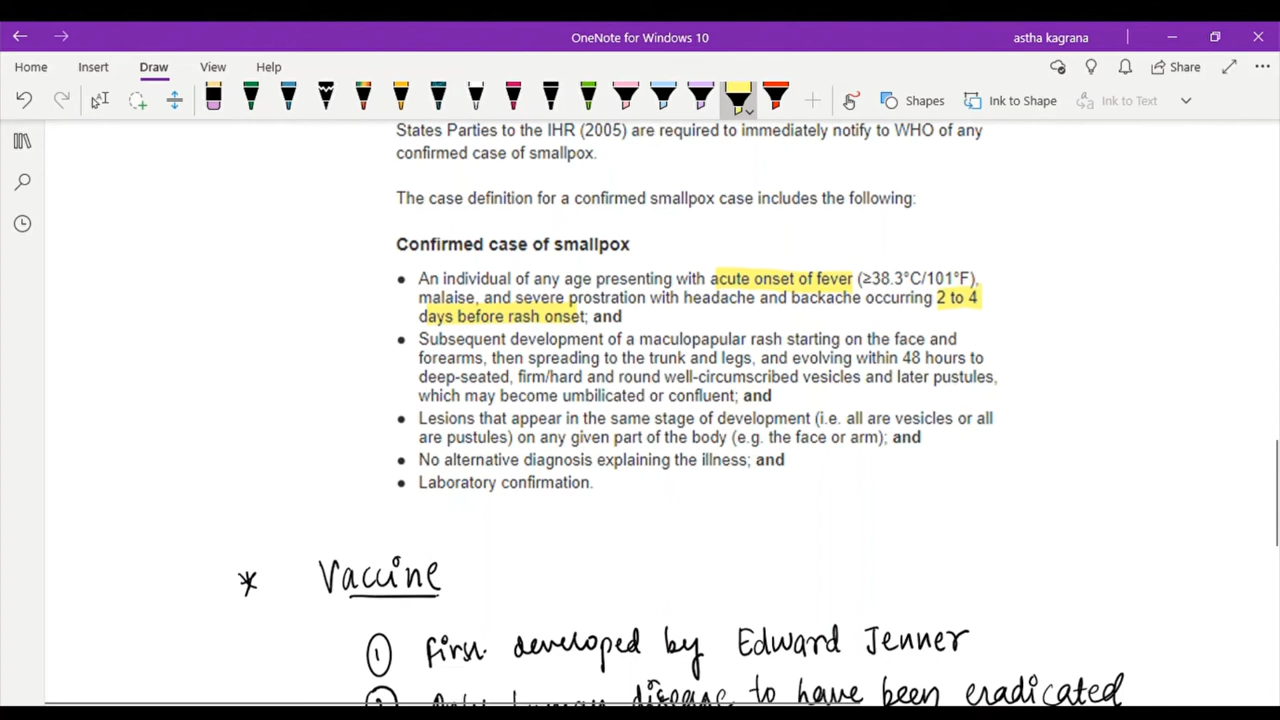 OneNote for Windows 10
astha kagrana
Home Insert Draw View Help
Share
Shapes Ink to Shape Ink to Text
States Parties to the IHR (2005) are required to immediately notify to WHO of any
confirmed case of smallpox.
The case definition for a confirmed smallpox case includes the following:
Confirmed case of smallpox
• An individual of any age presenting with acute onset of fever (≥38.3°C/101°F),
malaise, and severe prostration with headache and backache occurring 2 to 4
days before rash onset; and
• Subsequent development of a maculopapular rash starting on the face and
forearms, then spreading to the trunk and legs, and evolving within 48 hours to
deep-seated, firm/hard and round well-circumscribed vesicles and later pustules,
which may become umbilicated or confluent; and
• Lesions that appear in the same stage of development (i.e. all are vesicles or all
are pustules) on any given part of the body (e.g. the face or arm); and
• No alternative diagnosis explaining the illness; and
• Laboratory confirmation.
* Vaccine
① First developed by Edward Jenner
② Only human disease to have been eradicated